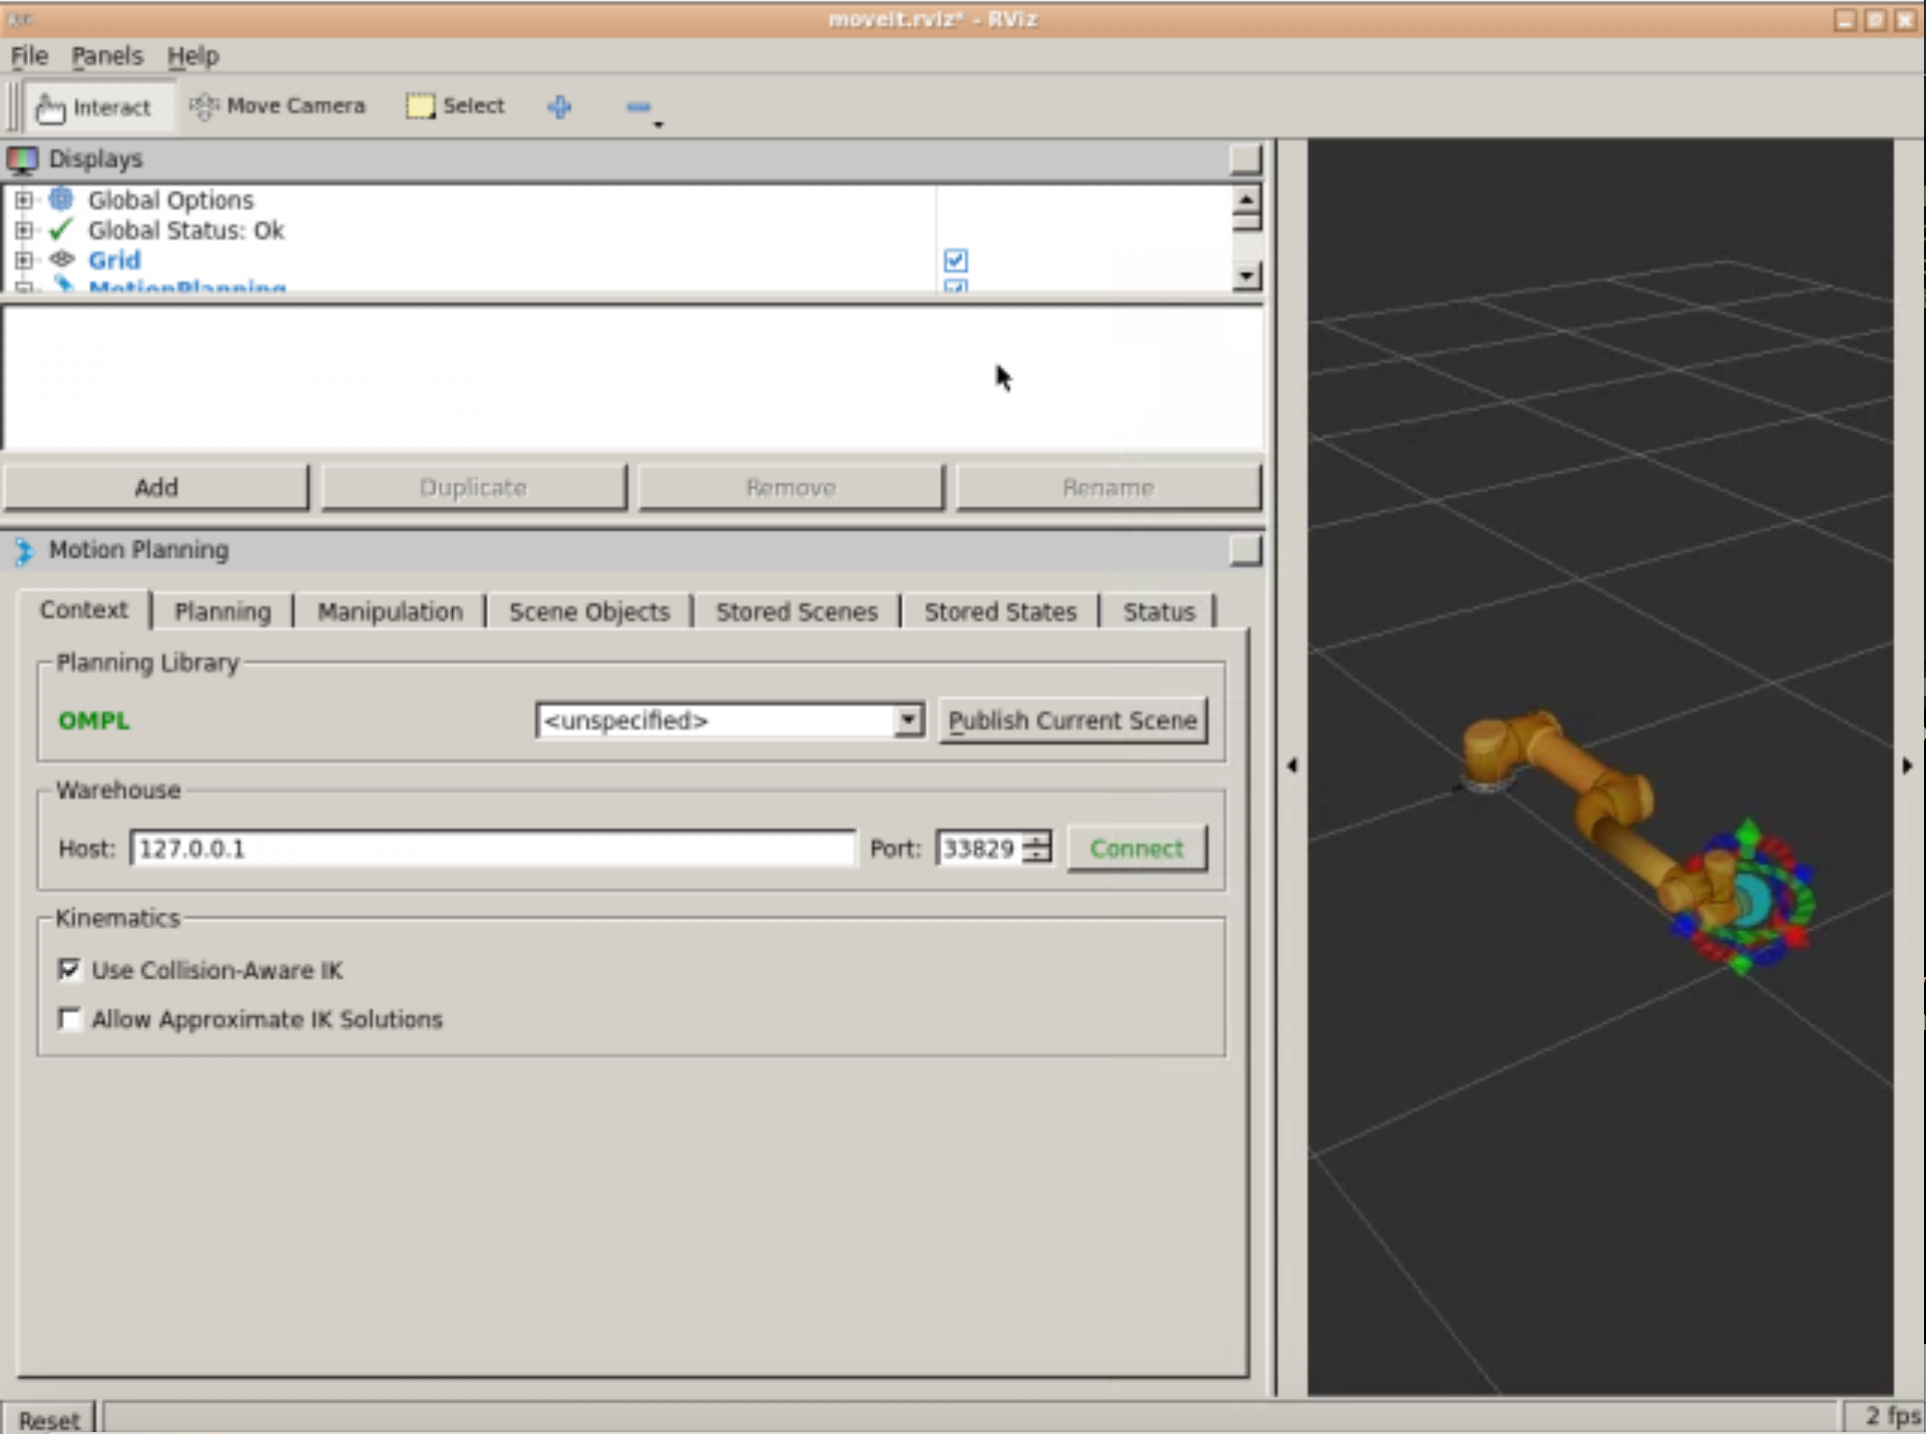 moveit.rviz* - RViz
File Panels Help
Interact Move Camera Select
Displays
Global Options
Global Status: Ok
Grid
MotionPlanning
Add Duplicate Remove Rename
Motion Planning
Context Planning Manipulation Scene Objects Stored Scenes Stored States Status
Planning Library
OMPL <unspecified> Publish Current Scene
Warehouse
Host: 127.0.0.1 Port: 33829 Connect
Kinematics
Use Collision-Aware IK
Allow Approximate IK Solutions
Reset 2 fps